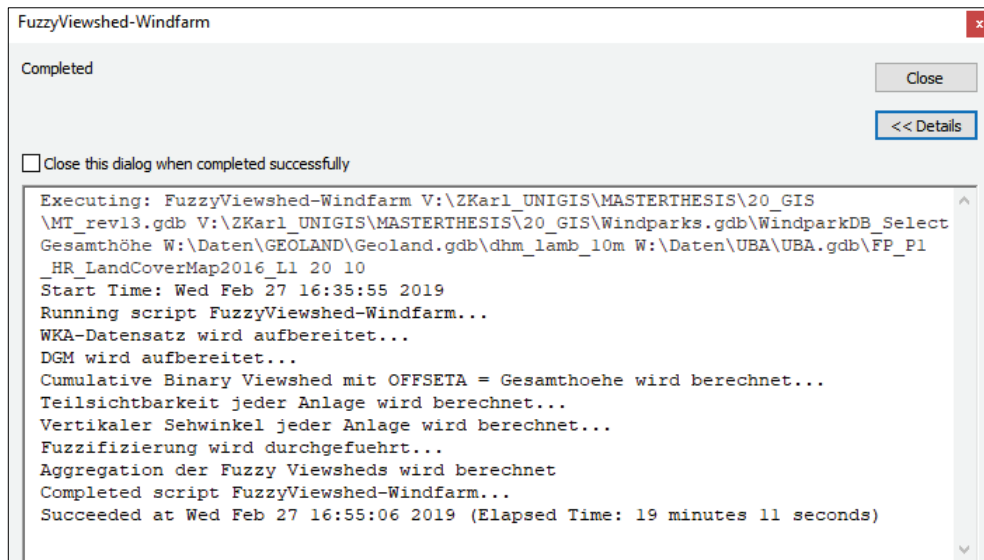 FuzzyViewshed-Windfarm
x
Completed
Close
<< Details
Close this dialog when completed successfully
Executing: FuzzyViewshed-Windfarm V:\ZKarl_UNIGIS\MASTERTHESIS\20_GIS
\MT_rev13.gdb V:\ZKarl_UNIGIS\MASTERTHESIS\20_GIS\Windparks.gdb\WindparkDB_Select
Gesamthöhe W:\Daten\GEOLAND\Geoland.gdb\dhm_lamb_10m W:\Daten\UBA\UBA.gdb\FP_P1
_HR_LandCoverMap2016_L1 20 10
Start Time: Wed Feb 27 16:35:55 2019
Running script FuzzyViewshed-Windfarm...
WKA-Datensatz wird aufbereitet...
DGM wird aufbereitet...
Cumulative Binary Viewshed mit OFFSETA = Gesamthoehe wird berechnet...
Teilsichtbarkeit jeder Anlage wird berechnet...
Vertikaler Sehwinkel jeder Anlage wird berechnet...
Fuzzifizierung wird durchgefuehrt...
Aggregation der Fuzzy Viewsheds wird berechnet
Completed script FuzzyViewshed-Windfarm...
Succeeded at Wed Feb 27 16:55:06 2019 (Elapsed Time: 19 minutes 11 seconds)